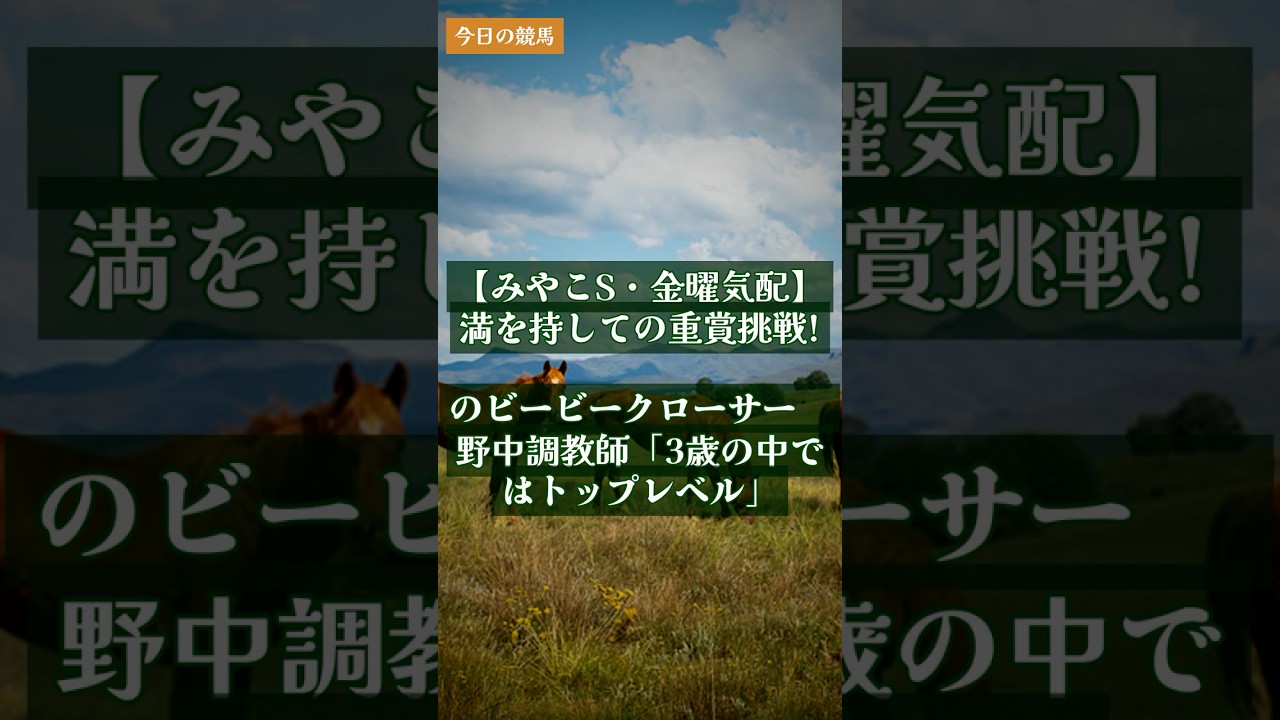 今日の競馬
【みやこS・金曜気配】
満を持しての重賞挑戦!
のビービークローサー
野中調教師「3歳の中で
はトップレベル」